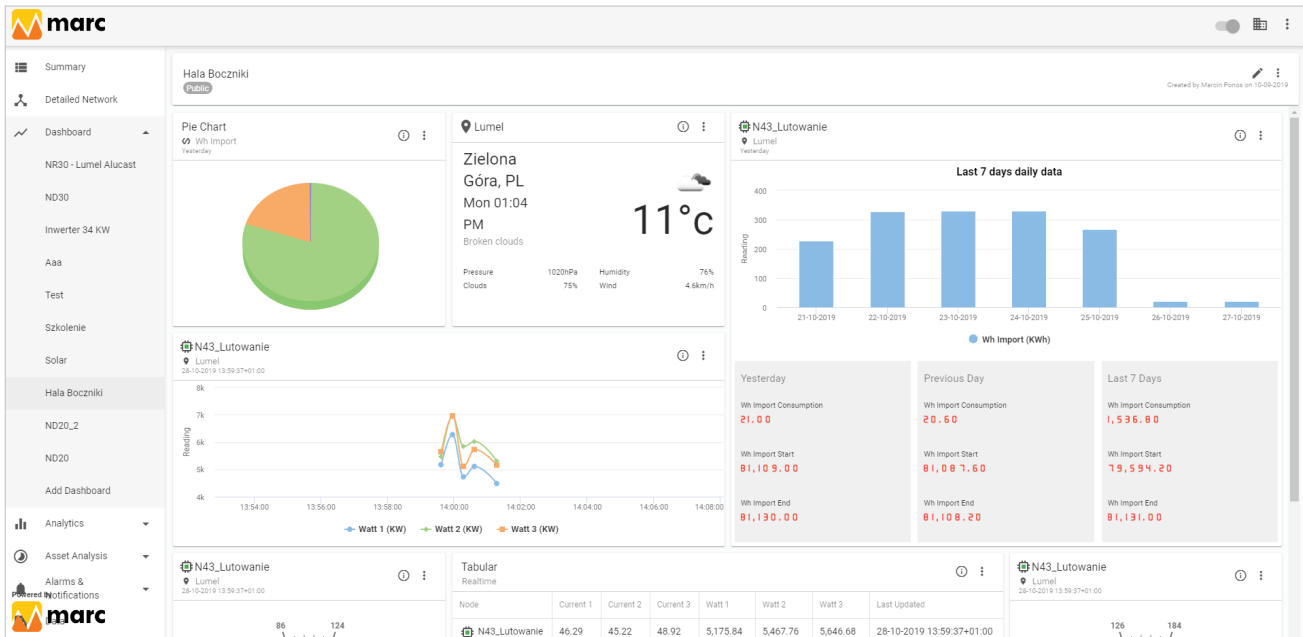 marc
Summary
Detailed Network
Dashboard
NR30 - Lumel Alucast
ND30
Inwerter 34 KW
Aaa
Test
Szkolenie
Solar
Hala Boczniki
ND20_2
ND20
Add Dashboard
Analytics
Asset Analysis
Alarms &
Notifications
Powered by
marc
Hala Boczniki
Public
Created by Marcin Ponos on 10-09-2019
Pie Chart
Wh Import
Yesterday
Lumel
Zielona
Góra, PL
Mon 01:04
PM
Broken clouds
11°c
Pressure 1020hPa Humidity 76%
Clouds 75% Wind 4.6km/h
N43_Lutowanie
Lumel
Yesterday
Last 7 days daily data
400
300
200
100
0
Reading
21-10-2019 22-10-2019 23-10-2019 24-10-2019 25-10-2019 26-10-2019 27-10-2019
Wh Import (KWh)
Yesterday
Wh Import Consumption
21.00
Wh Import Start
81,109.00
Wh Import End
81,130.00
Previous Day
Wh Import Consumption
20.60
Wh Import Start
81,087.60
Wh Import End
81,108.20
Last 7 Days
Wh Import Consumption
1,536.80
Wh Import Start
79,594.20
Wh Import End
81,131.00
N43_Lutowanie
Lumel
28-10-2019 13:59:37+01:00
8k
7k
6k
5k
4k
Reading
13:54:00 13:56:00 13:58:00 14:00:00 14:02:00 14:04:00 14:06:00 14:08:00
Watt 1 (KW) Watt 2 (KW) Watt 3 (KW)
N43_Lutowanie
Lumel
28-10-2019 13:59:37+01:00
86 124
Tabular
Realtime
Node Current 1 Current 2 Current 3 Watt 1 Watt 2 Watt 3 Last Updated
N43_Lutowanie 46.29 45.22 48.92 5,175.84 5,467.76 5,646.68 28-10-2019 13:59:37+01:00
N43_Lutowanie
Lumel
28-10-2019 13:59:37+01:00
126 184